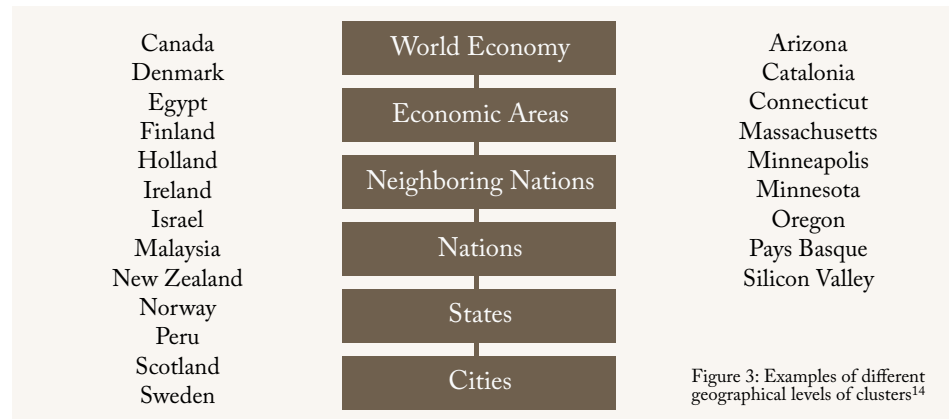 Canada
Denmark
Egypt
Finland
Holland
Ireland
Israel
Malaysia
New Zealand
Norway
Peru
Scotland
Sweden
World Economy
Economic Areas
Neighboring Nations
Nations
States
Cities
Arizona
Catalonia
Connecticut
Massachusetts
Minneapolis
Minnesota
Oregon
Pays Basque
Silicon Valley
Figure 3: Examples of different
geographical levels of clusters14